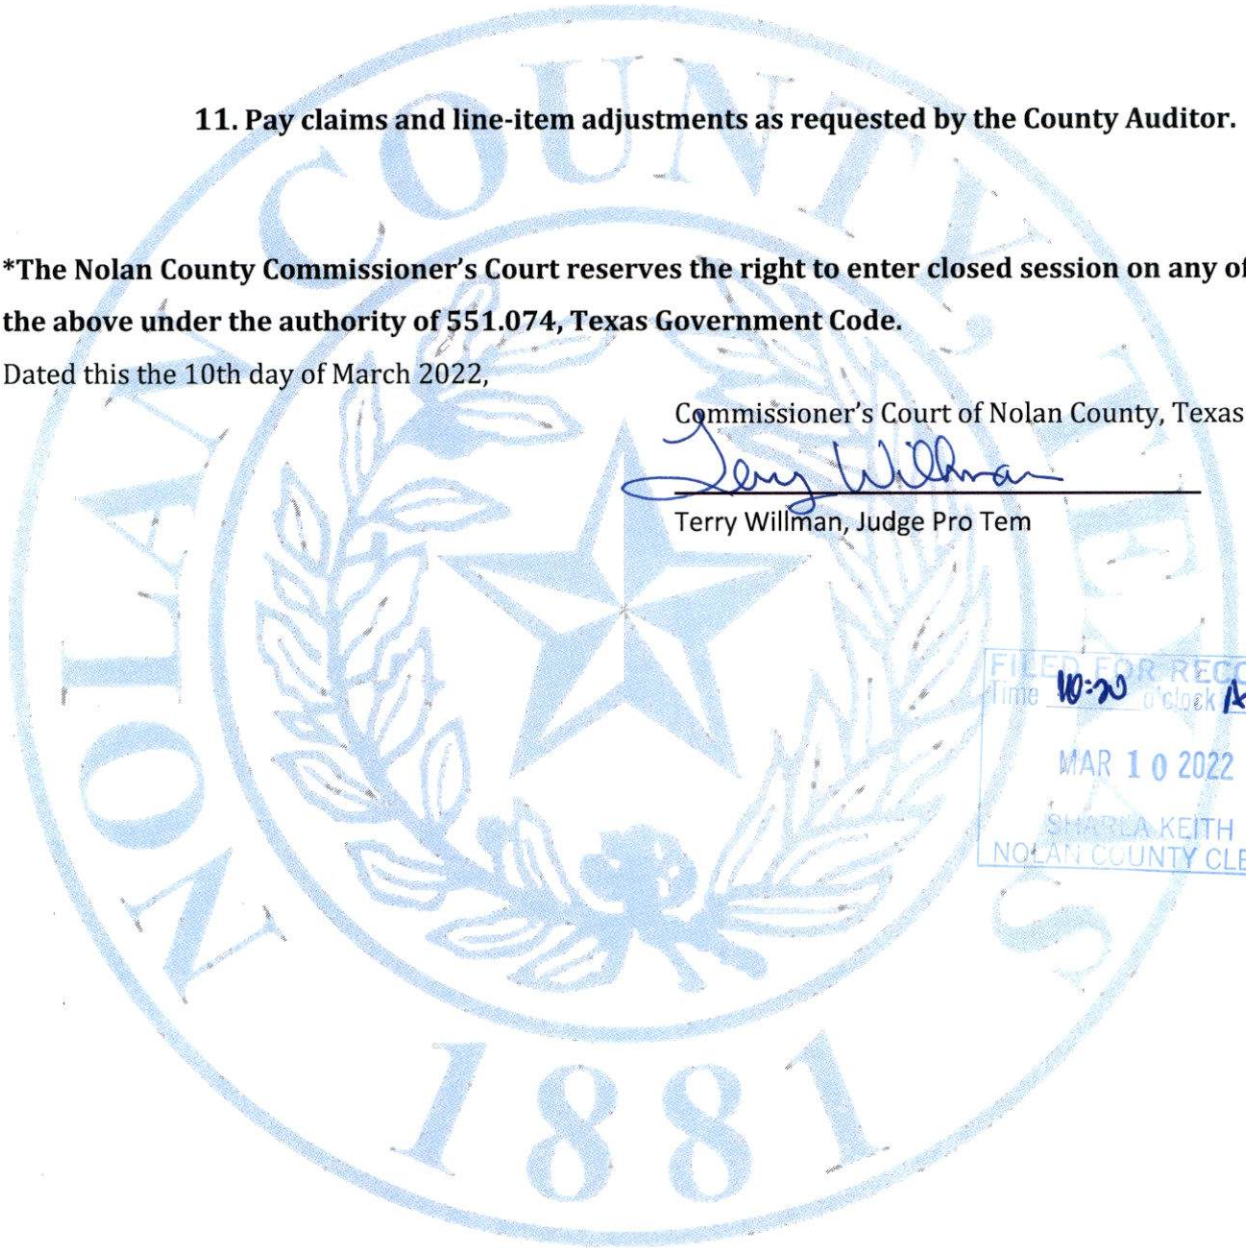 11. Pay claims and line-item adjustments as requested by the County Auditor.
*The Nolan County Commissioner's Court reserves the right to enter closed session on any of
the above under the authority of 551.074, Texas Government Code.
Dated this the 10th day of March 2022,
Commissioner's Court of Nolan County, Texas
Terry Willman
Terry Willman, Judge Pro Tem
FILED FOR RECO
Time 10:20 o'clock A
MAR 10 2022
SHARLA KEITH
NOLAN COUNTY CLE
NOLAN COUNTY, TEXAS
1881